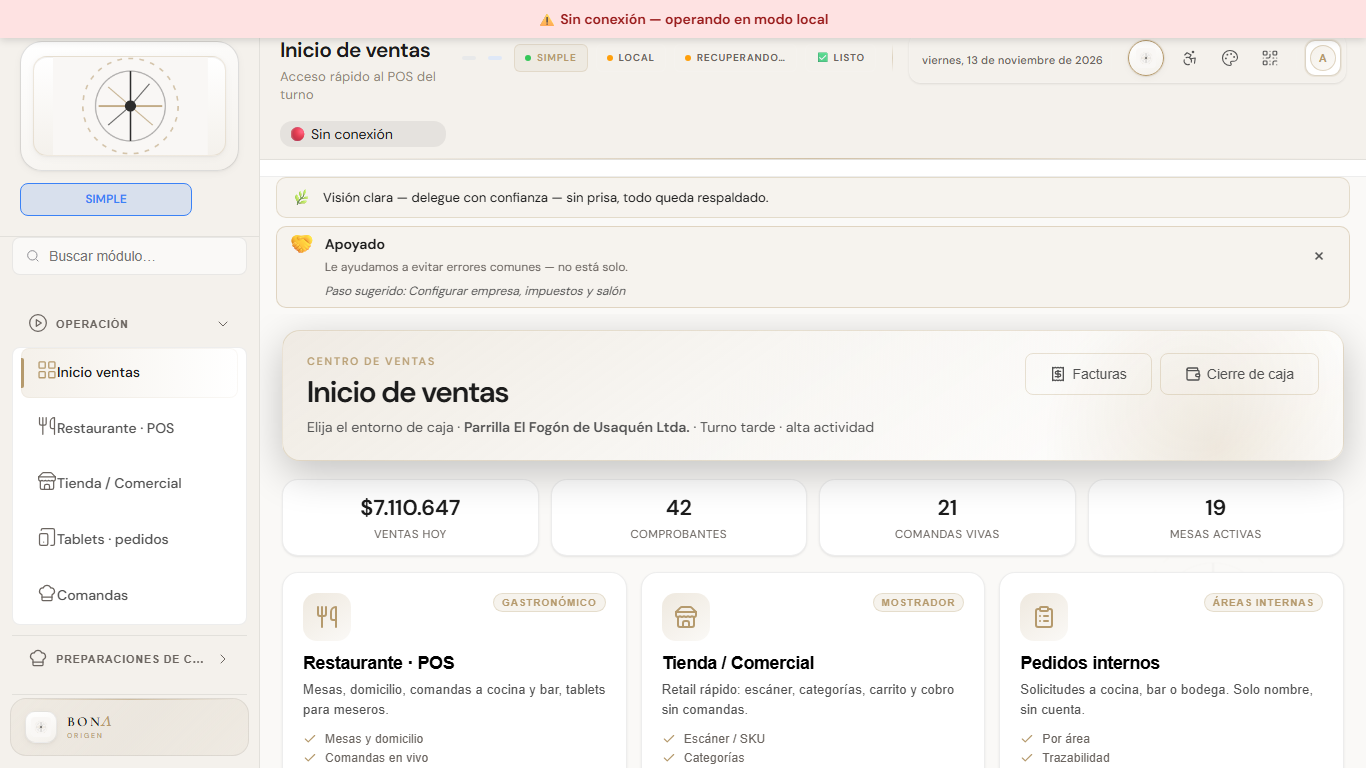 Sin conexión — operando en modo local
SIMPLE
Buscar módulo…
OPERACIÓN
Inicio ventas
Restaurante · POS
Tienda / Comercial
Tablets · pedidos
Comandas
PREPARACIONES DE C…
BONA
ORIGEN
Inicio de ventas
Acceso rápido al POS del
turno
SIMPLE
LOCAL
RECUPERANDO…
LISTO
viernes, 13 de noviembre de 2026
A
Sin conexión
Visión clara — delegue con confianza — sin prisa, todo queda respaldado.
Apoyado
Le ayudamos a evitar errores comunes — no está solo.
Paso sugerido: Configurar empresa, impuestos y salón
CENTRO DE VENTAS
Inicio de ventas
Elija el entorno de caja · Parrilla El Fogón de Usaquén Ltda. · Turno tarde · alta actividad
Facturas
Cierre de caja
$7.110.647
VENTAS HOY
42
COMPROBANTES
21
COMANDAS VIVAS
19
MESAS ACTIVAS
GASTRONÓMICO
Restaurante · POS
Mesas, domicilio, comandas a cocina y bar, tablets
para meseros.
Mesas y domicilio
Comandas en vivo
MOSTRADOR
Tienda / Comercial
Retail rápido: escáner, categorías, carrito y cobro
sin comandas.
Escáner / SKU
Categorías
ÁREAS INTERNAS
Pedidos internos
Solicitudes a cocina, bar o bodega. Solo nombre,
sin cuenta.
Por área
Trazabilidad